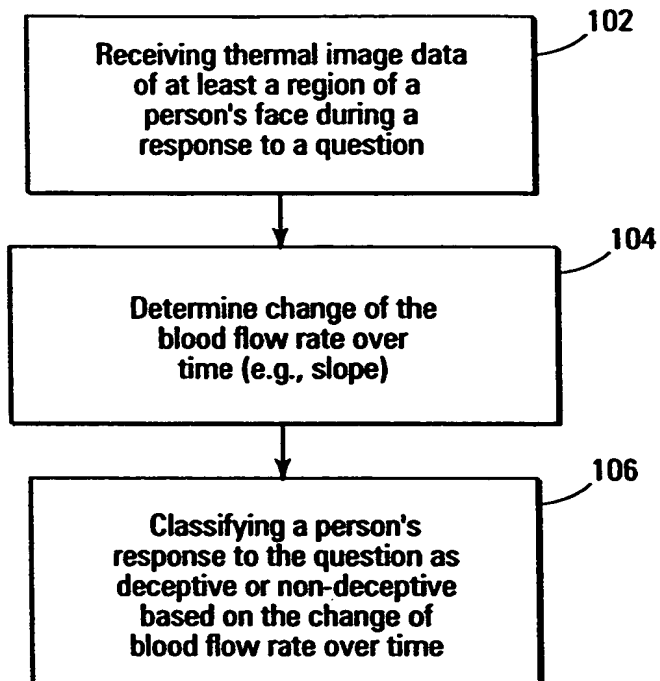 102
Receiving thermal image data
of at least a region of a
person's face during a
response to a question
104
Determine change of the
blood flow rate over
time (e.g., slope)
106
Classifying a person's
response to the question as
deceptive or non-deceptive
based on the change of
blood flow rate over time